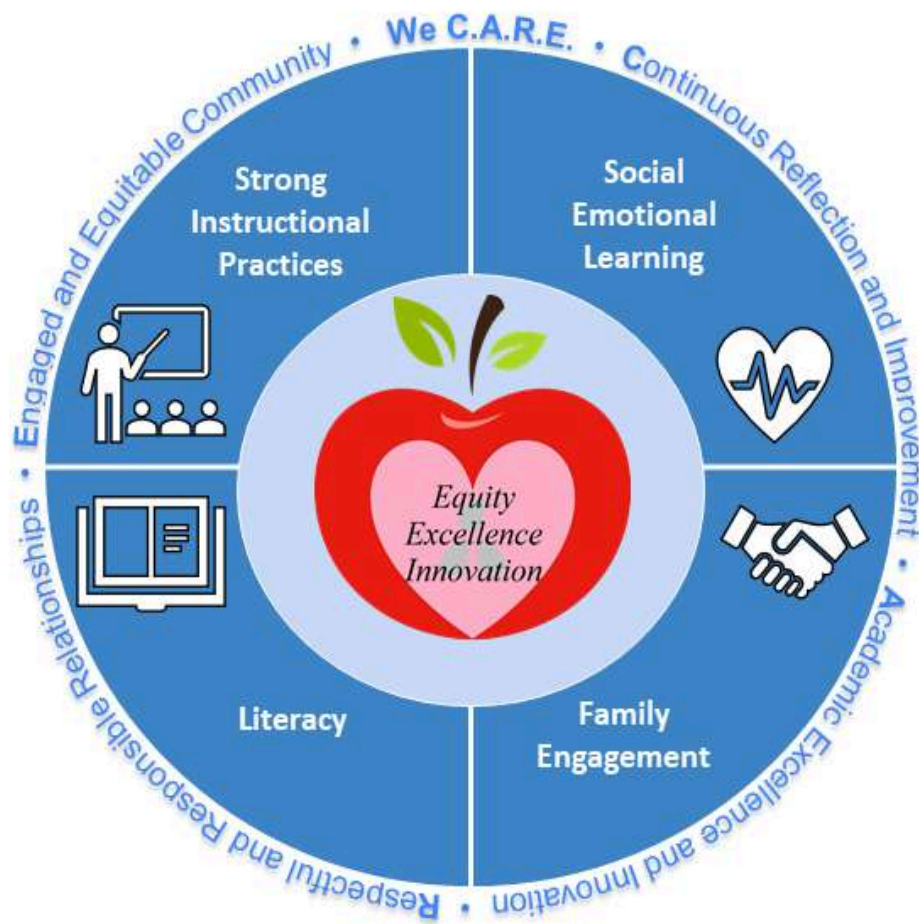 We C.A.R.E. • Continuous Reflection and Improvement • Academic Excellence and Innovation • Respectful and Responsible Relationships • Engaged and Equitable Community •
Strong
Instructional
Practices
Social
Emotional
Learning
Equity
Excellence
Innovation
Literacy
Family
Engagement